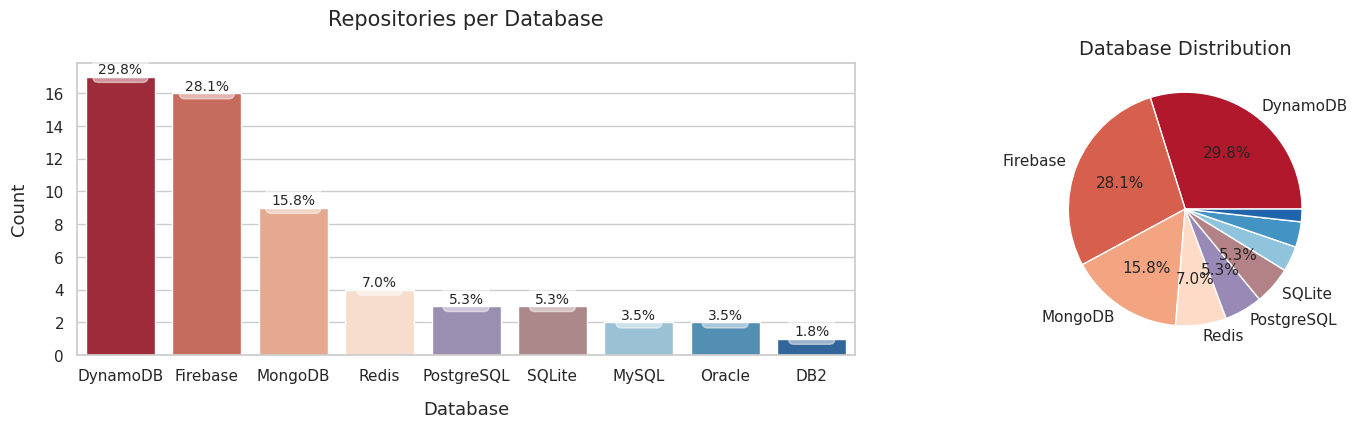 Repositories per Database
Count
16
14
12
10
8
6
4
2
0
29.8%
28.1%
15.8%
7.0%
5.3%
5.3%
3.5%
3.5%
1.8%
DynamoDB Firebase MongoDB Redis PostgreSQL SQLite MySQL Oracle DB2
Database
Database Distribution
DynamoDB
29.8%
Firebase
28.1%
MongoDB
15.8%
Redis
7.0%
PostgreSQL
5.3%
SQLite
5.3%